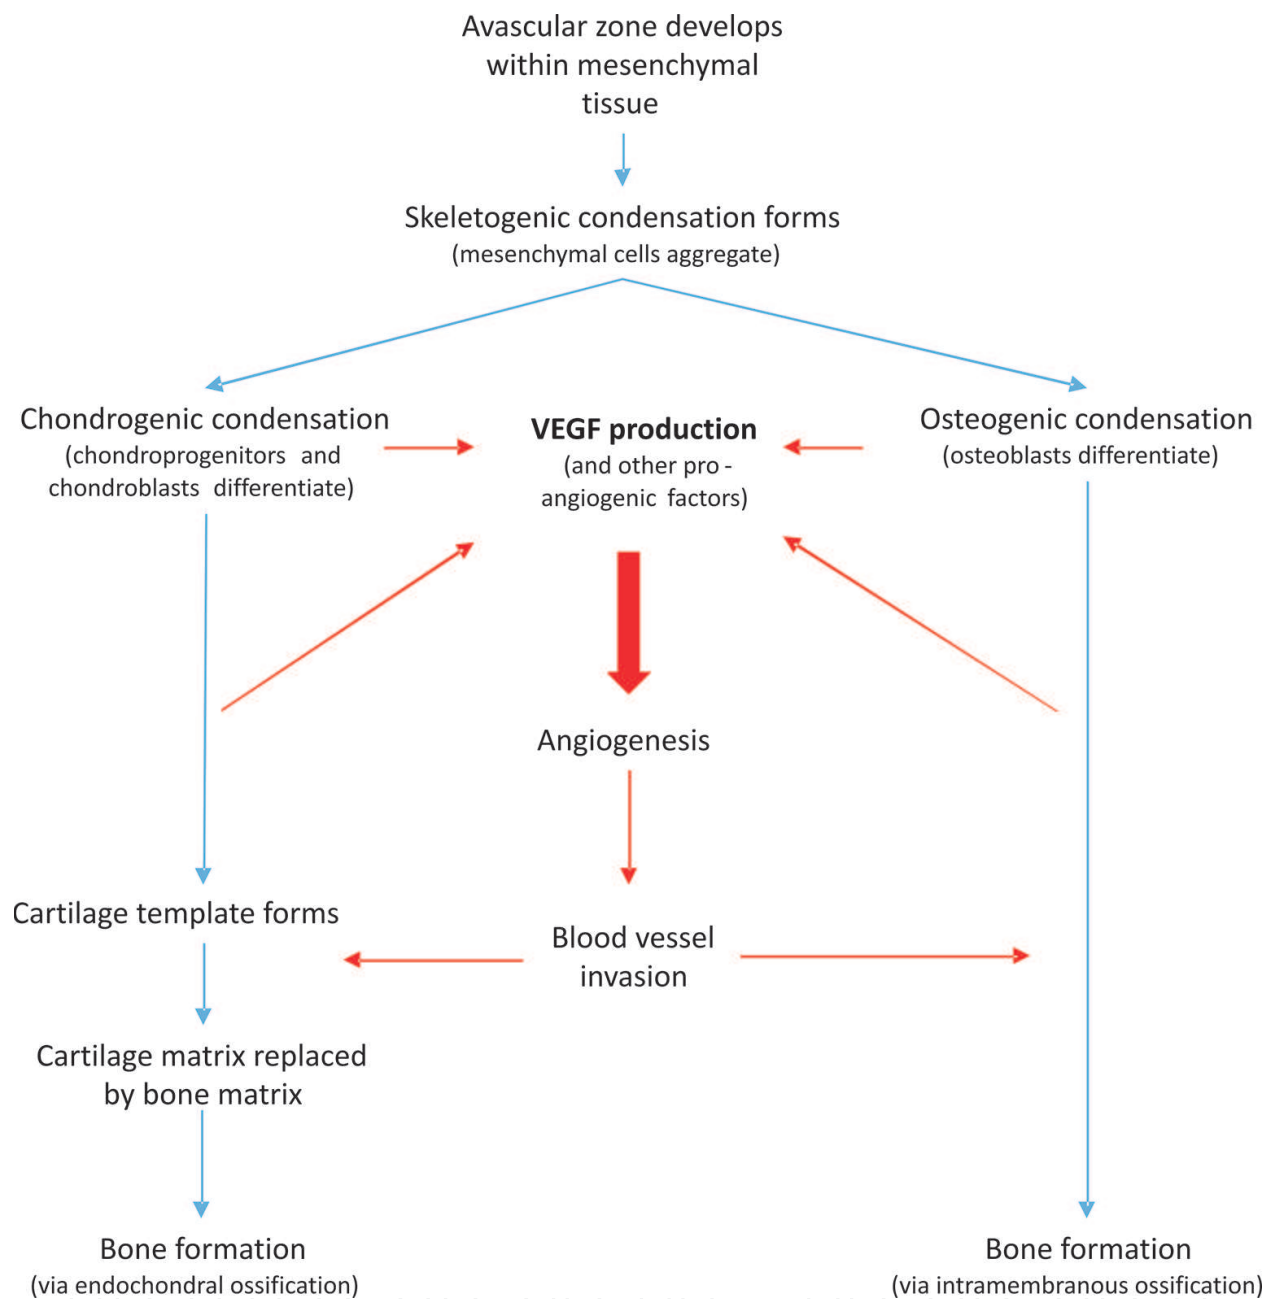 Avascular zone develops
within mesenchymal
tissue
Skeletogenic condensation forms
(mesenchymal cells aggregate)
Chondrogenic condensation
(chondroprogenitors and
chondroblasts differentiate)
VEGF production
(and other pro -
angiogenic factors)
Osteogenic condensation
(osteoblasts differentiate)
Angiogenesis
Cartilage template forms
Blood vessel
invasion
Cartilage matrix replaced
by bone matrix
Bone formation
(via endochondral ossification)
Bone formation
(via intramembranous ossification)